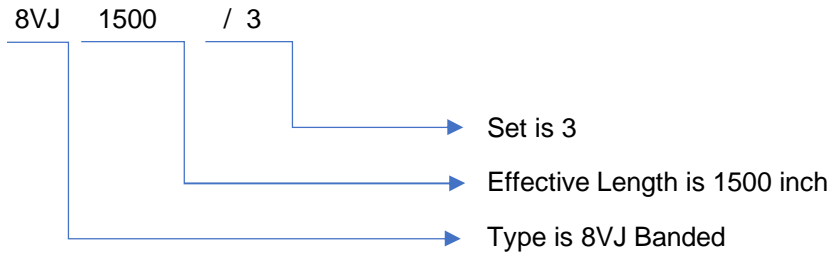 8VJ 1500 / 3
Set is 3
Effective Length is 1500 inch
Type is 8VJ Banded